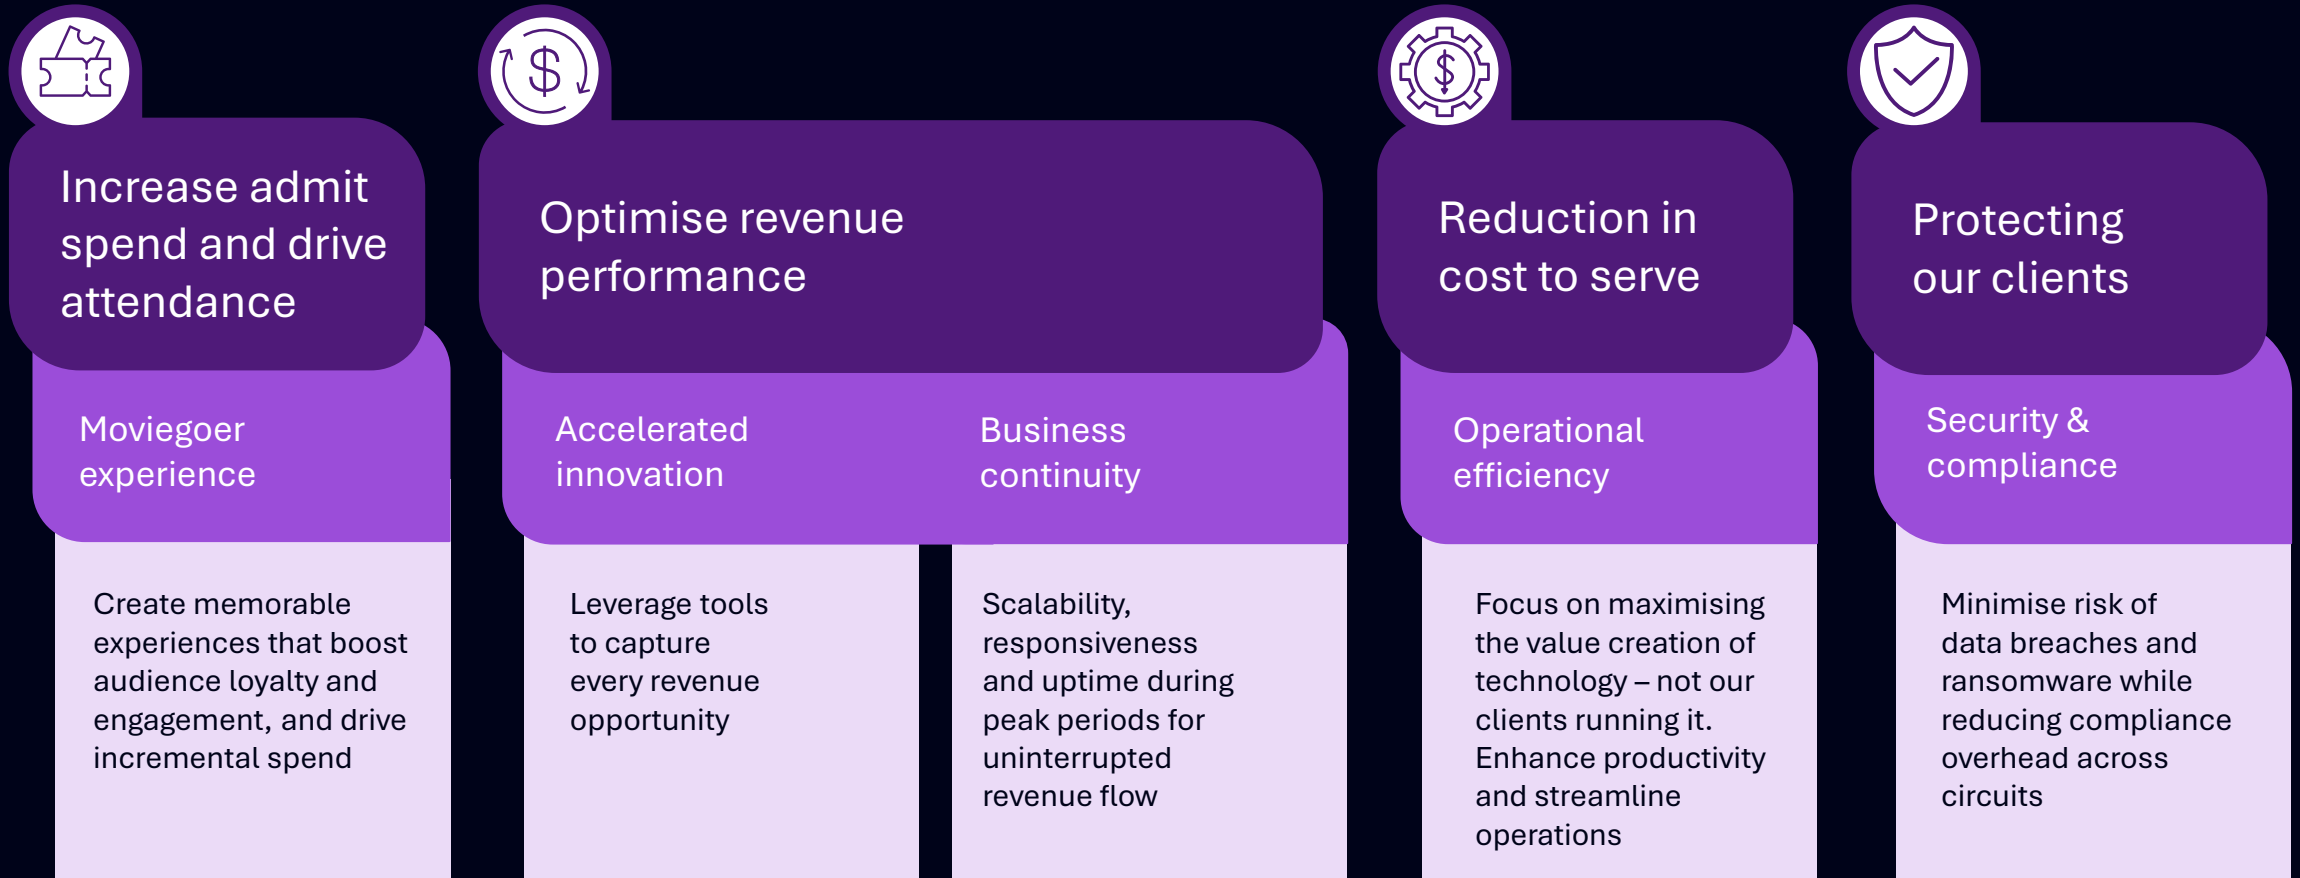 Increase admit
spend and drive
attendance
Moviegoer
experience
Create memorable
experiences that boost
audience loyalty and
engagement, and drive
incremental spend
Optimise revenue
performance
Accelerated
innovation
Leverage tools
to capture
every revenue
opportunity
Business
continuity
Scalability,
responsiveness
and uptime during
peak periods for
uninterrupted
revenue flow
Reduction in
cost to serve
Operational
efficiency
Focus on maximising
the value creation of
technology – not our
clients running it.
Enhance productivity
and streamline
operations
Protecting
our clients
Security &
compliance
Minimise risk of
data breaches and
ransomware while
reducing compliance
overhead across
circuits